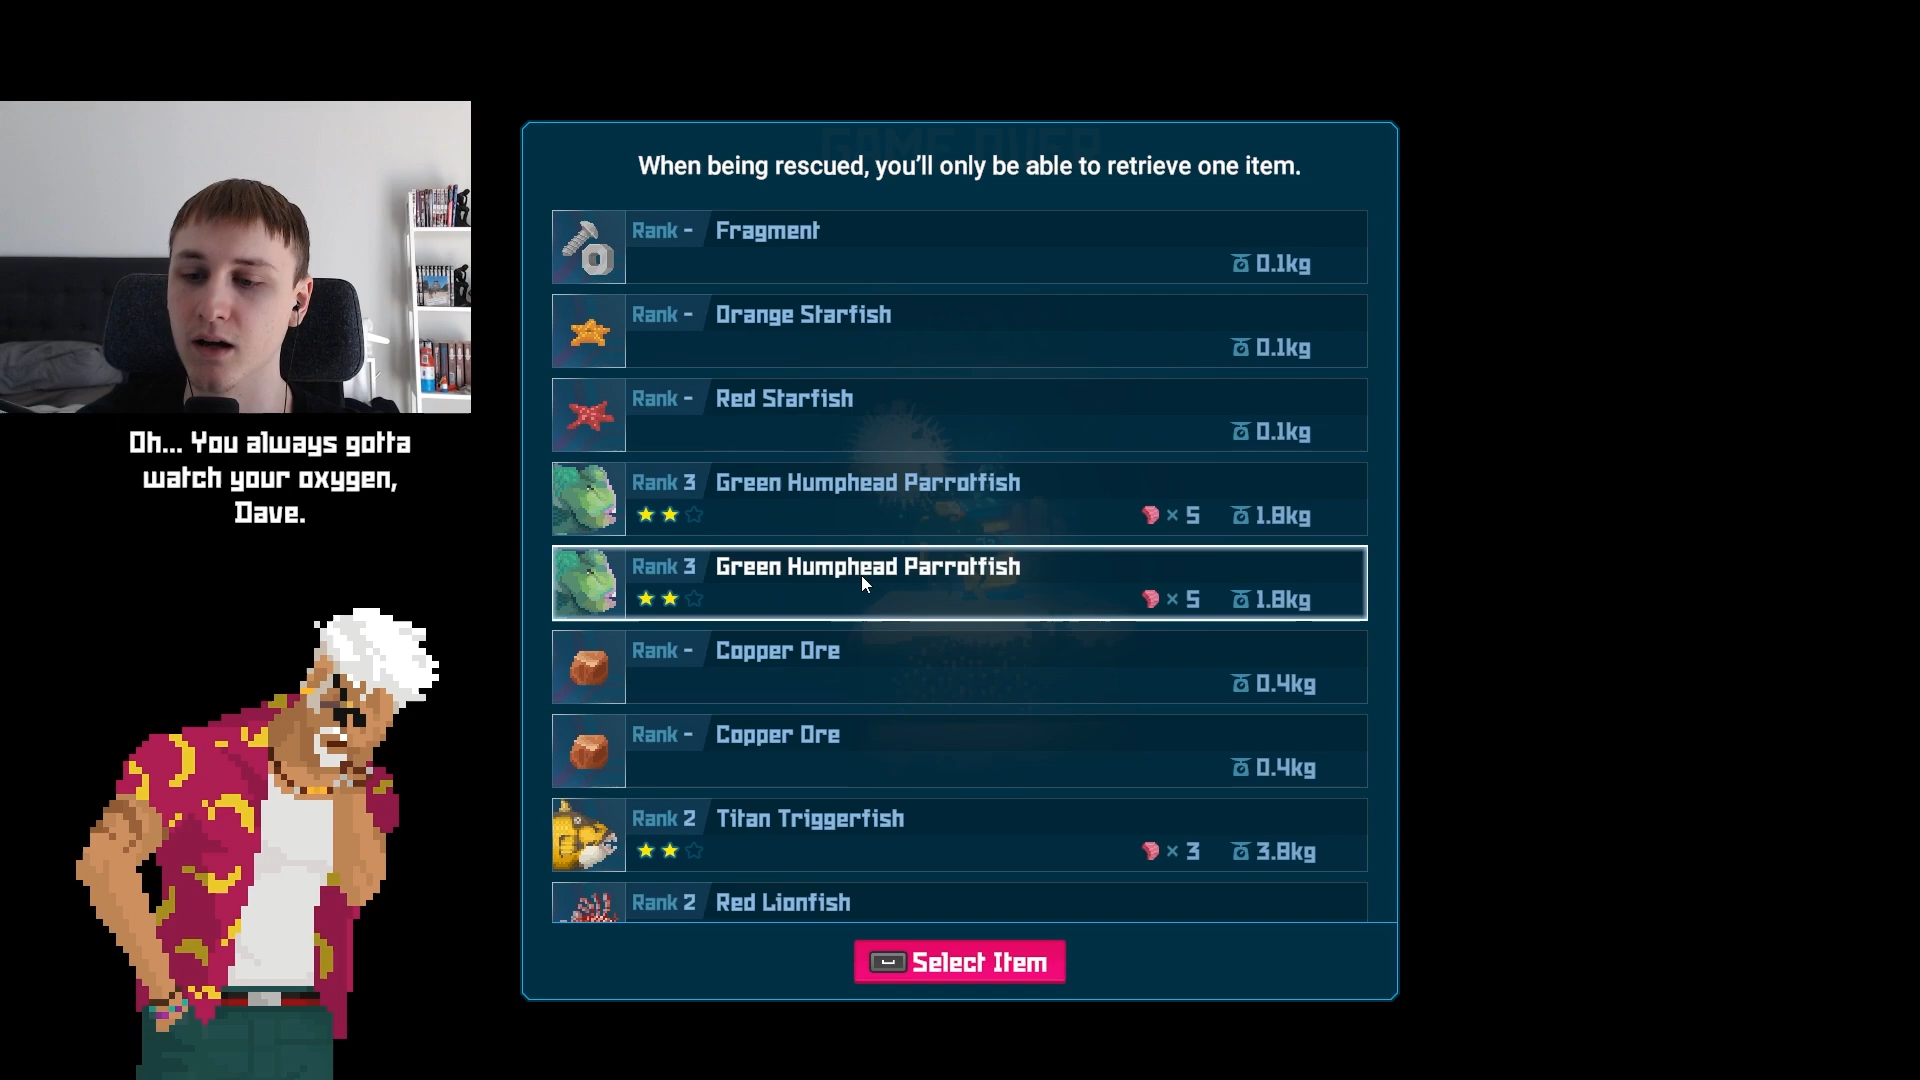 GAME OVER
When being rescued, you'll only be able to retrieve one item.
Rank - Fragment
0.1kg
Rank - Orange Starfish
0.1kg
Rank - Red Starfish
0.1kg
Rank 3 Green Humphead Parrotfish
× 5 1.8kg
Rank 3 Green Humphead Parrotfish
× 5 1.8kg
Rank - Copper Ore
0.4kg
Rank - Copper Ore
0.4kg
Rank 2 Titan Triggerfish
× 3 3.8kg
Rank 2 Red Lionfish
Select Item
Oh... You always gotta
watch your oxygen,
Dave.